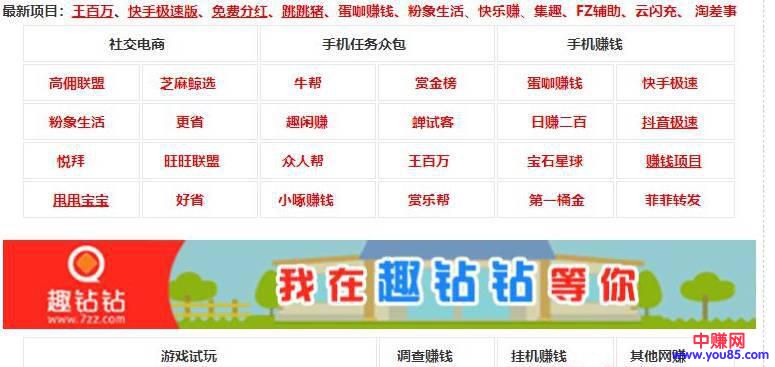 最新项目：王百万、快手极速版、免费分红、跳跳猪、蛋咖赚钱、粉象生活、快乐赚、集趣、FZ辅助、云闪充、 淘差事
社交电商 手机任务众包 手机赚钱
高佣联盟 芝麻鲸选 牛帮 赏金榜 蛋咖赚钱 快手极速
粉象生活 更省 趣闲赚 蝉试客 日赚二百 抖音极速
悦拜 旺旺联盟 众人帮 王百万 宝石星球 赚钱项目
甩甩宝宝 好省 小啄赚钱 赏乐帮 第一桶金 菲菲转发
趣钻钻
www.7zz.com
我在趣钻钻等你
游戏试玩 调查赚钱 挂机赚钱 其他网赚
中赚网
www.you85.com